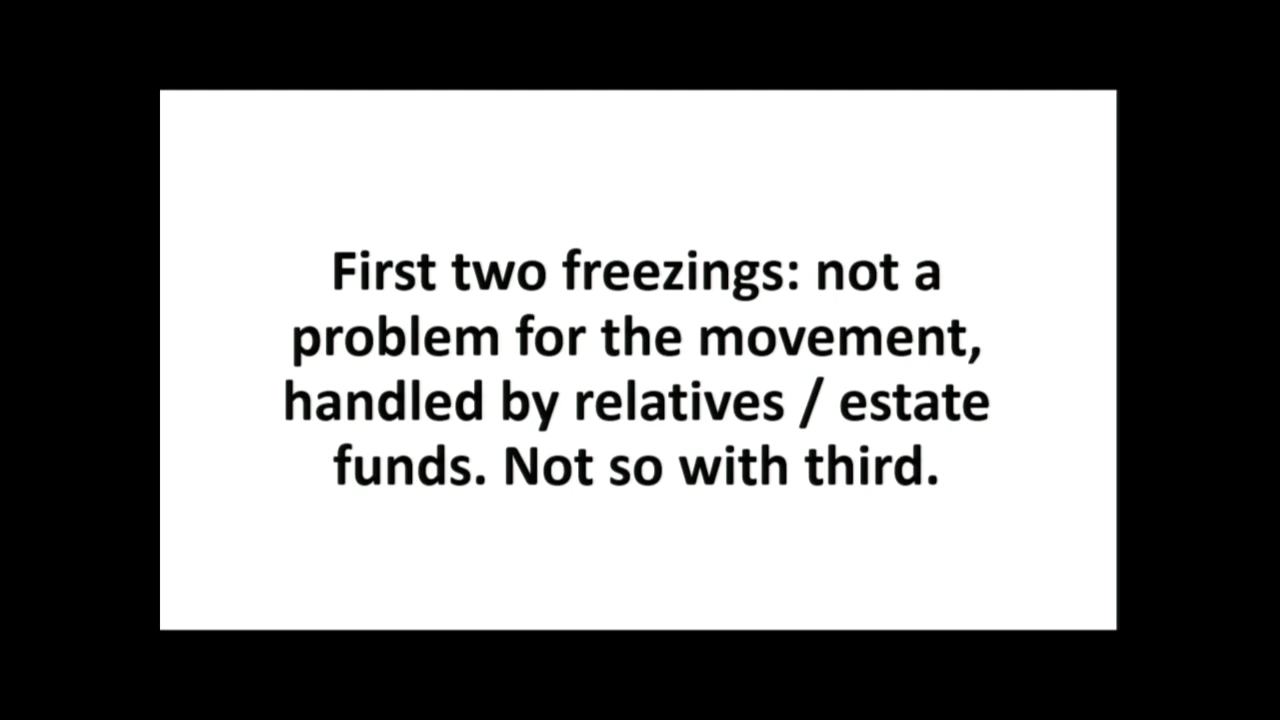 First two freezings: not a
problem for the movement,
handled by relatives / estate
funds. Not so with third.